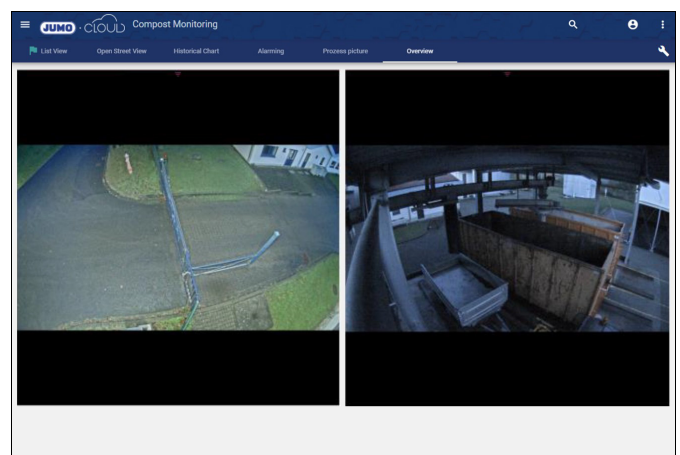 JUMO CLOUD Compost Monitoring
List View Open Street View Historical Chart Alarming Prozess picture Overview